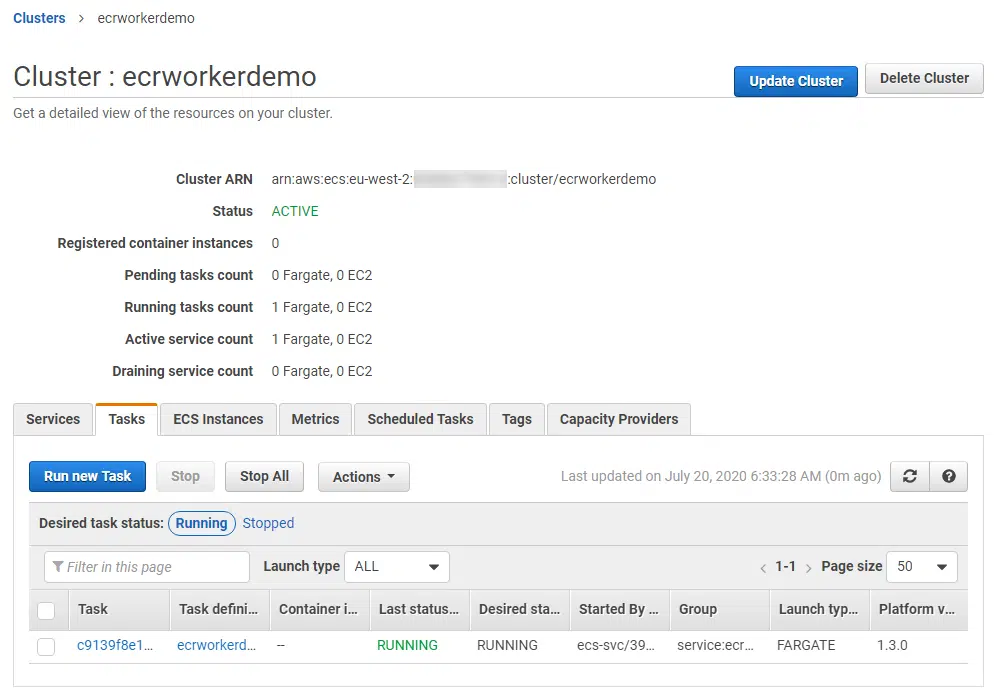 Clusters > ecrworkerdemo
Cluster : ecrworkerdemo
Update Cluster Delete Cluster
Get a detailed view of the resources on your cluster.
Cluster ARN arn:aws:ecs:eu-west-2: :cluster/ecrworkerdemo
Status ACTIVE
Registered container instances 0
Pending tasks count 0 Fargate, 0 EC2
Running tasks count 1 Fargate, 0 EC2
Active service count 1 Fargate, 0 EC2
Draining service count 0 Fargate, 0 EC2
Services Tasks ECS Instances Metrics Scheduled Tasks Tags Capacity Providers
Run new Task Stop Stop All Actions Last updated on July 20, 2020 6:33:28 AM (0m ago)
Desired task status: Running Stopped
Filter in this page Launch type ALL < 1-1 > Page size 50
Task Task defini... Container i... Last status... Desired sta... Started By ... Group Launch typ... Platform v...
c9139f8e1... ecrworkerd... -- RUNNING RUNNING ecs-svc/39... service:ecr... FARGATE 1.3.0